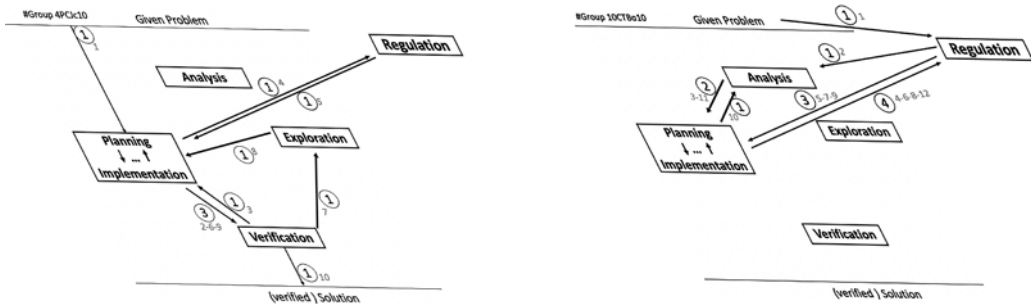 #Group 4PCJc10
Given Problem
1
1
Regulation
Analysis
1
4
1
5
Planning
↓ ... ↑
Implementation
Exploration
1
8
1
3
3
2-6-9
1
7
Verification
1
10
(verified ) Solution
#Group 10CTBo10
Given Problem
1
1
Regulation
1
2
Analysis
2
3-11
1
10
3
5-7-9
4
4-6-8-12
Planning
↓ ... ↑
Implementation
Exploration
Verification
(verified ) Solution